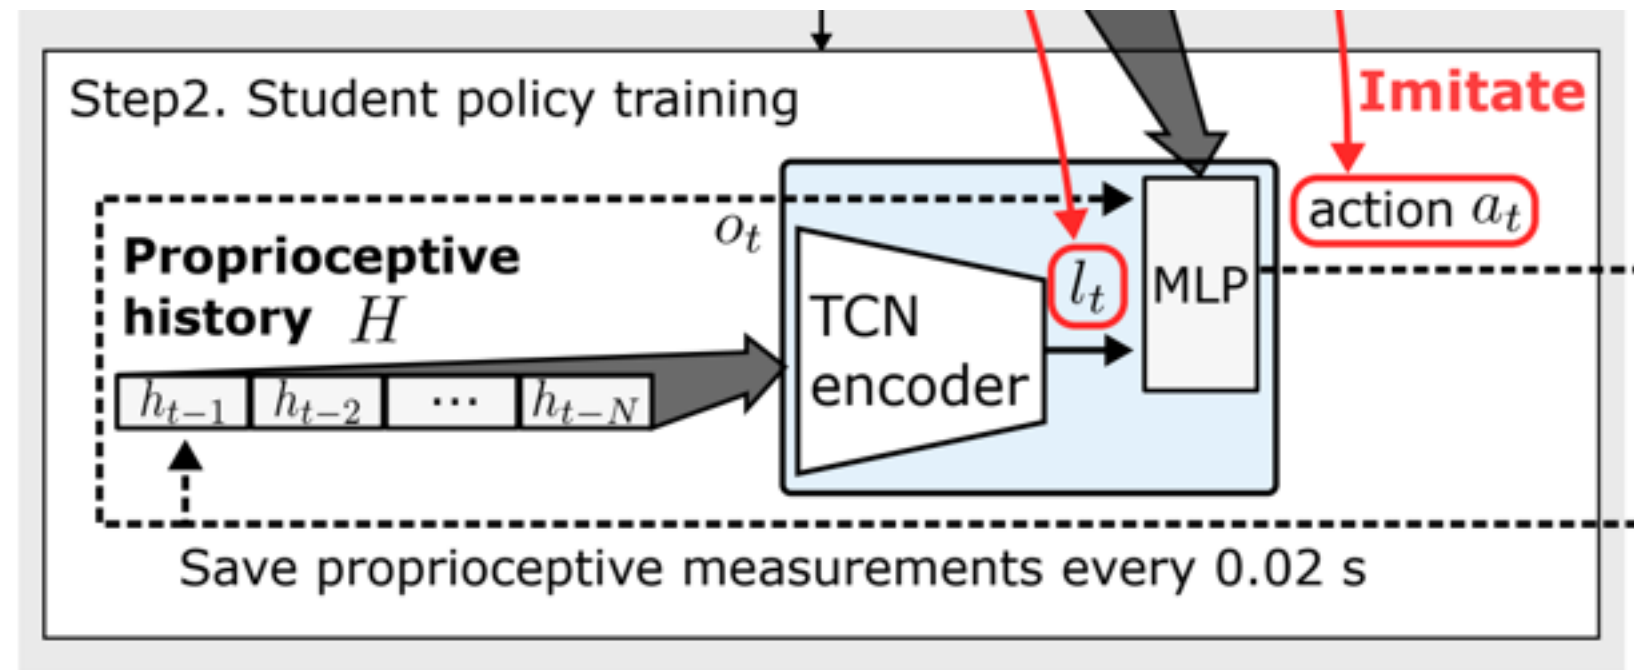 Step2. Student policy training
Imitate
action a_t
o_t
Proprioceptive
history H
l_t
MLP
TCN
encoder
h_{t-1} h_{t-2} ... h_{t-N}
Save proprioceptive measurements every 0.02 s